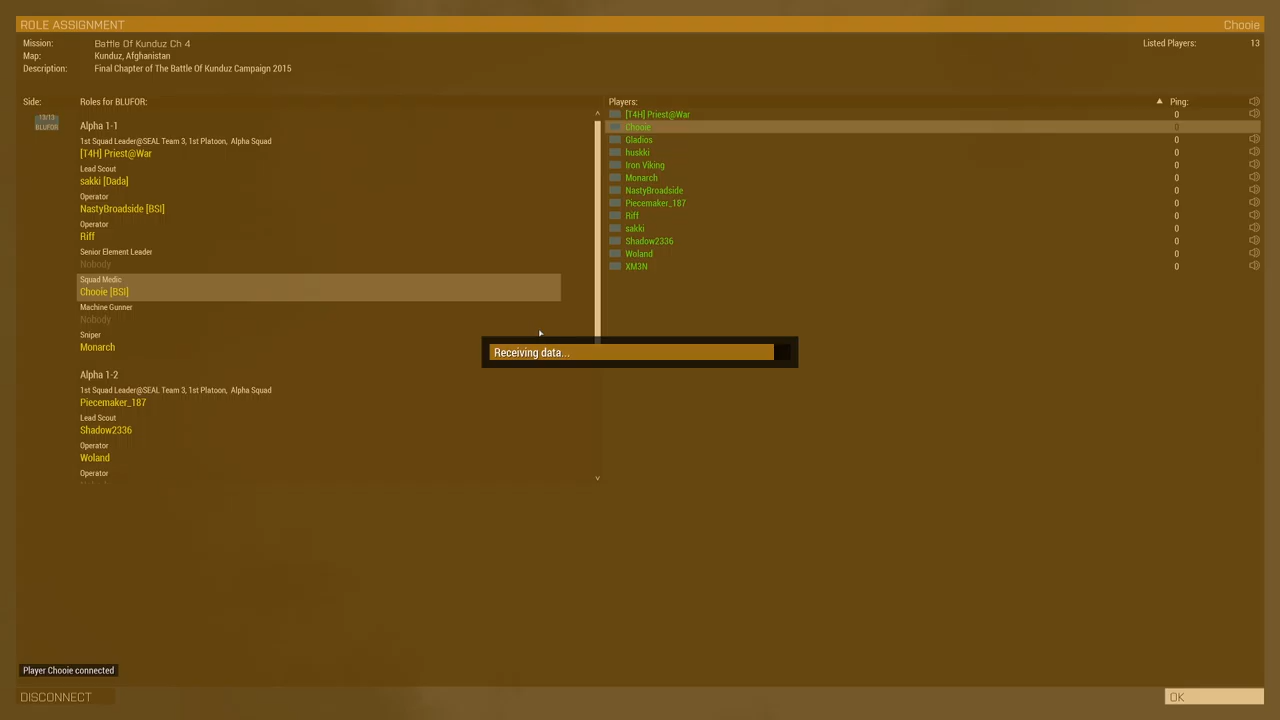 ROLE ASSIGNMENT
Chooie
Mission: Battle Of Kunduz Ch 4
Map: Kunduz, Afghanistan
Description: Final Chapter of The Battle Of Kunduz Campaign 2015
Listed Players: 13
Side:
13/13
BLUFOR
Roles for BLUFOR:
Alpha 1-1
1st Squad Leader@SEAL Team 3, 1st Platoon, Alpha Squad
[T4H] Priest@War
Lead Scout
sakki [Dada]
Operator
NastyBroadside [BSI]
Operator
Riff
Senior Element Leader
Nobody
Squad Medic
Chooie [BSI]
Machine Gunner
Nobody
Sniper
Monarch
Alpha 1-2
1st Squad Leader@SEAL Team 3, 1st Platoon, Alpha Squad
Piecemaker_187
Lead Scout
Shadow2336
Operator
Woland
Operator
Players: Ping:
[T4H] Priest@War 0
Chooie 0
Gladios 0
huskki 0
Iron Viking 0
Monarch 0
NastyBroadside 0
Piecemaker_187 0
Riff 0
sakki 0
Shadow2336 0
Woland 0
XM3N 0
Receiving data...
Player Chooie connected
DISCONNECT
OK